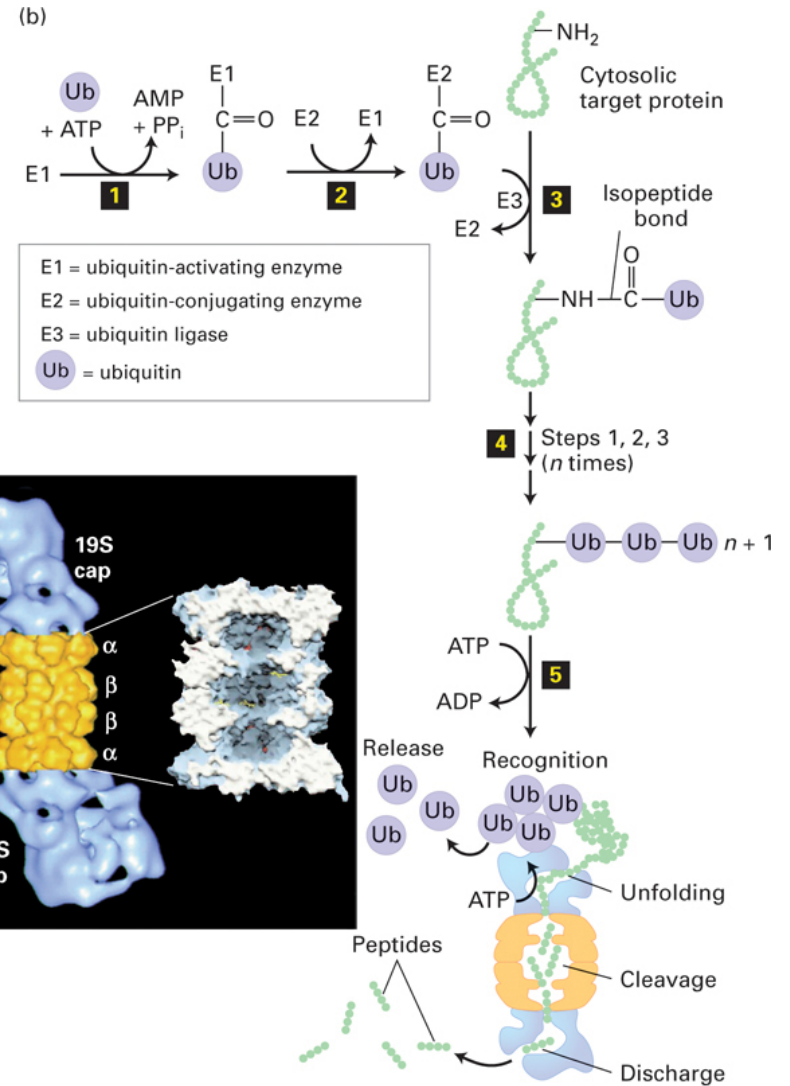 (b)
Ub
+ ATP
AMP
+ PPi
E1
1
E1
C=O
Ub
E2
E1
2
E2
C=O
Ub
NH2
Cytosolic
target protein
E3
E2
3
Isopeptide
bond
O
NH
C
Ub
E1 = ubiquitin-activating enzyme
E2 = ubiquitin-conjugating enzyme
E3 = ubiquitin ligase
Ub = ubiquitin
4
Steps 1, 2, 3
(n times)
Ub Ub Ub n + 1
ATP
ADP
5
19S
cap
α
β
β
α
Release
Ub
Ub
Ub
Recognition
Ub
Ub
Ub
Ub
ATP
Unfolding
Peptides
Cleavage
Discharge